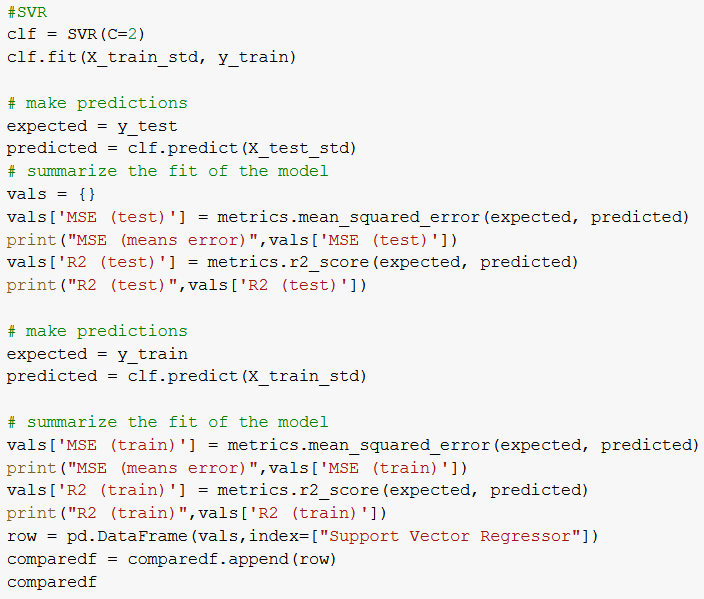 #SVR
clf = SVR(C=2)
clf.fit(X_train_std, y_train)
# make predictions
expected = y_test
predicted = clf.predict(X_test_std)
# summarize the fit of the model
vals = {}
vals['MSE (test)'] = metrics.mean_squared_error(expected, predicted)
print("MSE (means error)",vals['MSE (test)'])
vals['R2 (test)'] = metrics.r2_score(expected, predicted)
print("R2 (test)",vals['R2 (test)'])
# make predictions
expected = y_train
predicted = clf.predict(X_train_std)
# summarize the fit of the model
vals['MSE (train)'] = metrics.mean_squared_error(expected, predicted)
print("MSE (means error)",vals['MSE (train)'])
vals['R2 (train)'] = metrics.r2_score(expected, predicted)
print("R2 (train)",vals['R2 (train)'])
row = pd.DataFrame(vals,index=["Support Vector Regressor"])
comparedf = comparedf.append(row)
comparedf